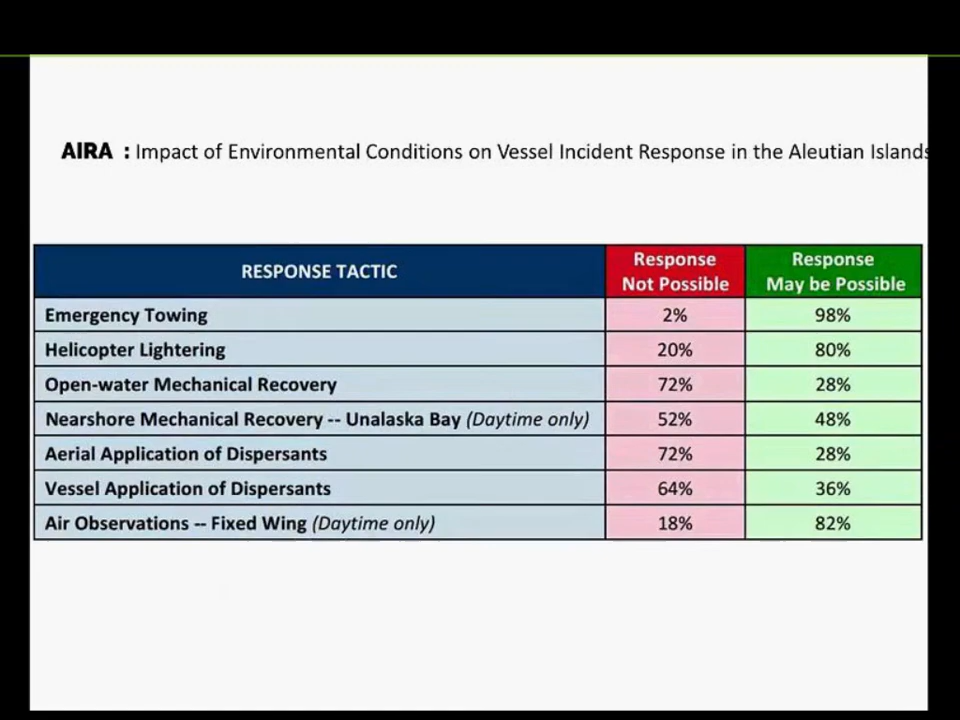 AIRA : Impact of Environmental Conditions on Vessel Incident Response in the Aleutian Islands
RESPONSE TACTIC Response Not Possible Response May be Possible
Emergency Towing 2% 98%
Helicopter Lightering 20% 80%
Open-water Mechanical Recovery 72% 28%
Nearshore Mechanical Recovery -- Unalaska Bay (Daytime only) 52% 48%
Aerial Application of Dispersants 72% 28%
Vessel Application of Dispersants 64% 36%
Air Observations -- Fixed Wing (Daytime only) 18% 82%